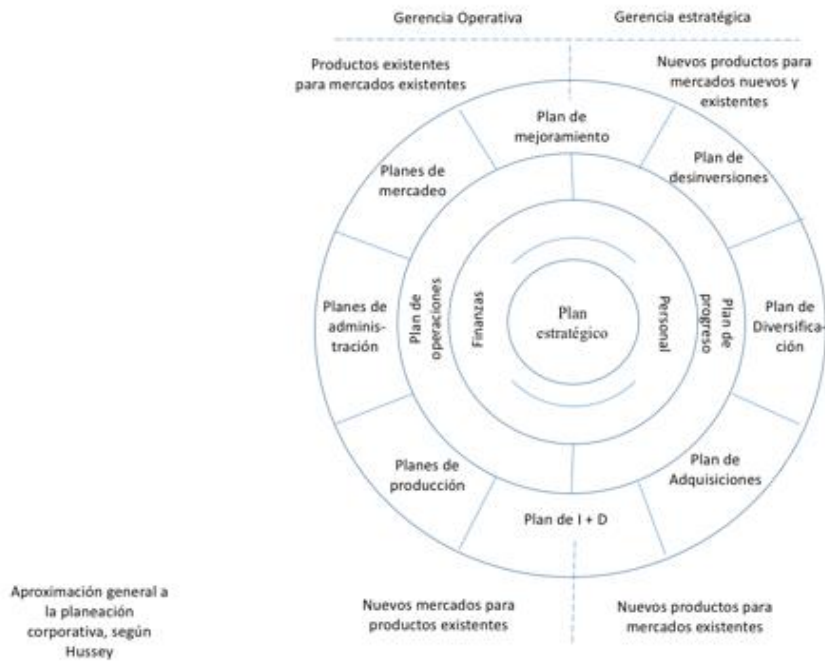 Gerencia Operativa
Gerencia estratégica
Productos existentes
para mercados existentes
Nuevos productos para
mercados nuevos y
existentes
Plan de
mejoramiento
Planes de
mercadeo
Plan de
desinversiones
Planes de
adminis-
tración
Plan de
operaciones
Finanzas
Plan
estratégico
Personal
Plan de
progreso
Plan de
Diversifica-
ción
Planes de
producción
Plan de
Adquisiciones
Plan de I + D
Aproximación general a
la planeación
corporativa, según
Hussey
Nuevos mercados para
productos existentes
Nuevos productos para
mercados existentes